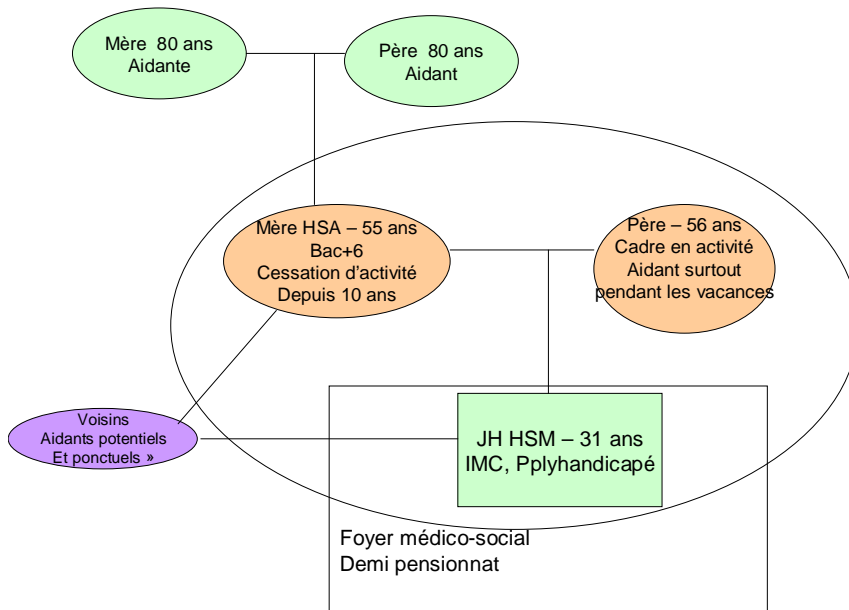 Mère 80 ans
Aidante
Père 80 ans
Aidant
Mère HSA – 55 ans
Bac+6
Cessation d’activité
Depuis 10 ans
Père – 56 ans
Cadre en activité
Aidant surtout
pendant les vacances
Voisins
Aidants potentiels
Et ponctuels »
JH HSM – 31 ans
IMC, Pplyhandicapé
Foyer médico-social
Demi pensionnat